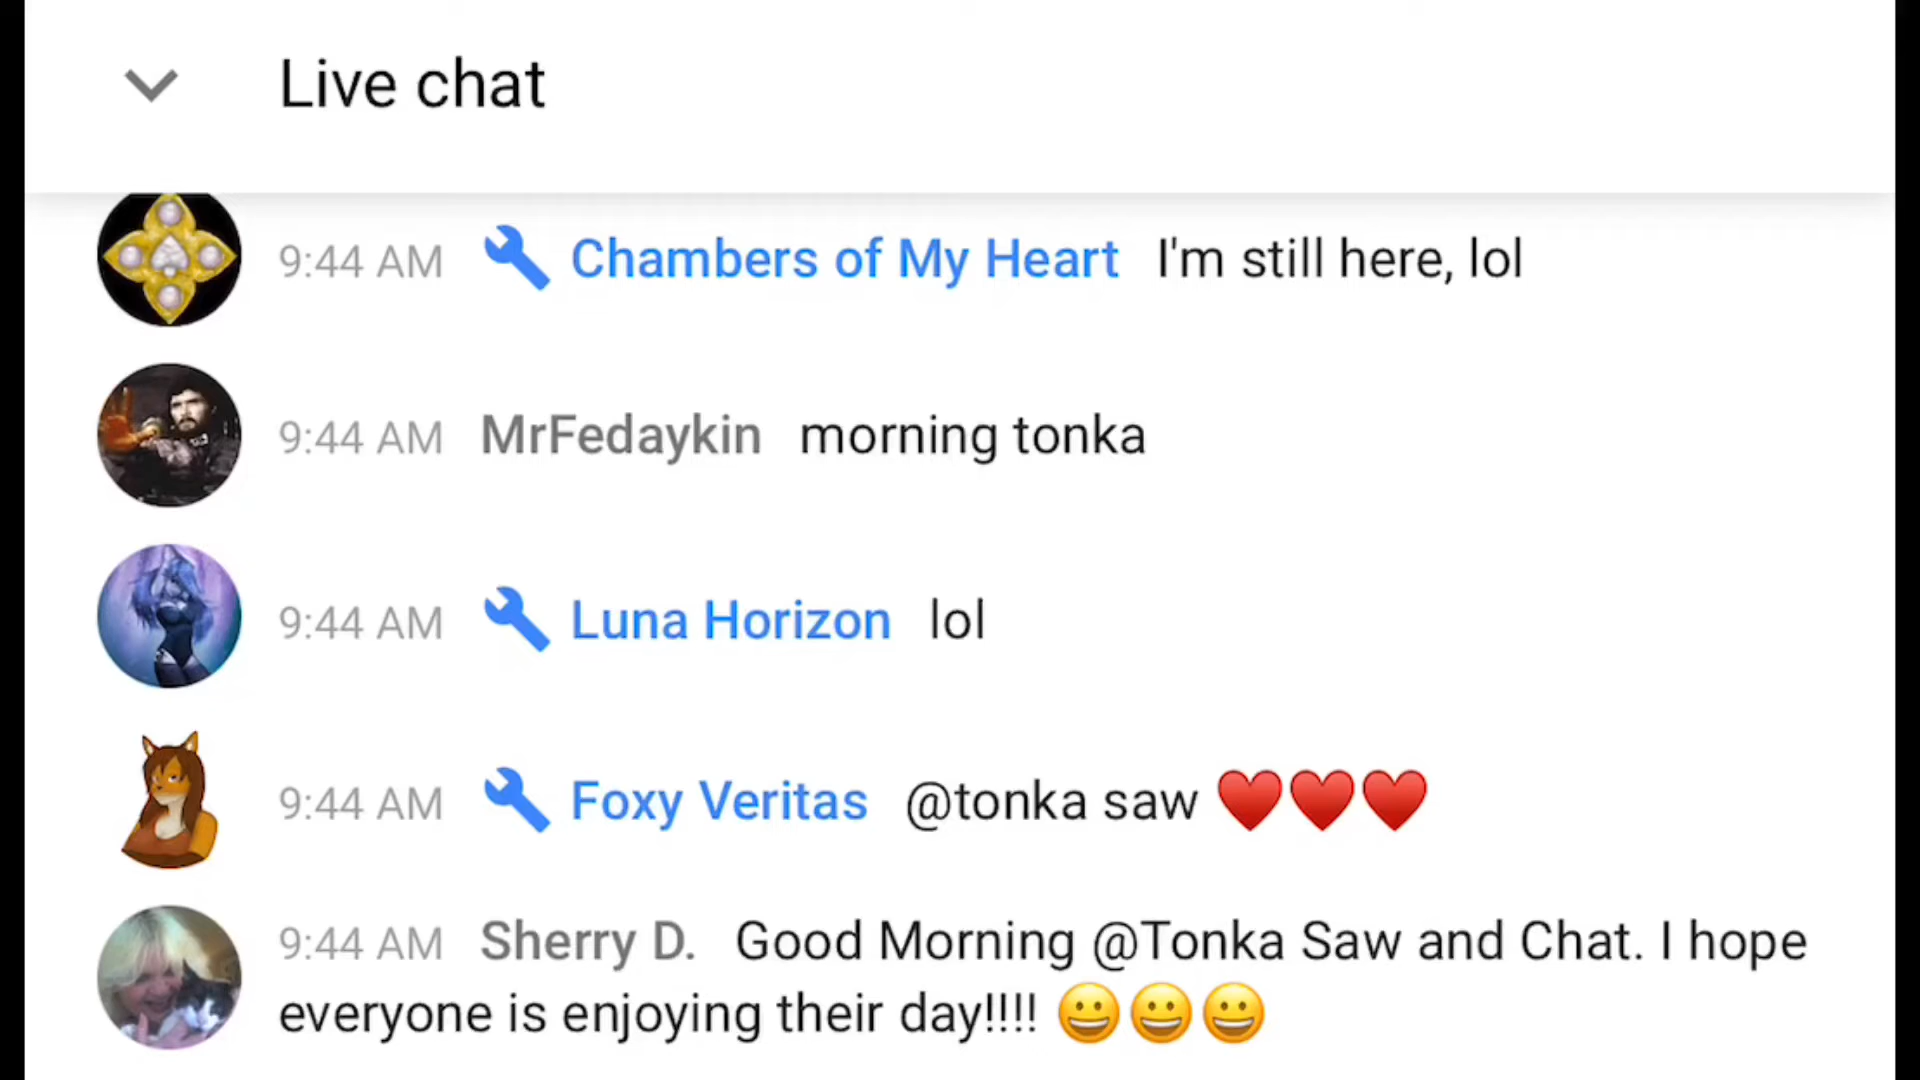 Live chat
9:44 AM Chambers of My Heart I'm still here, lol
9:44 AM MrFedaykin morning tonka
9:44 AM Luna Horizon lol
9:44 AM Foxy Veritas @tonka saw ❤️❤️❤️
9:44 AM Sherry D. Good Morning @Tonka Saw and Chat. I hope
everyone is enjoying their day!!!! 😀😀😀